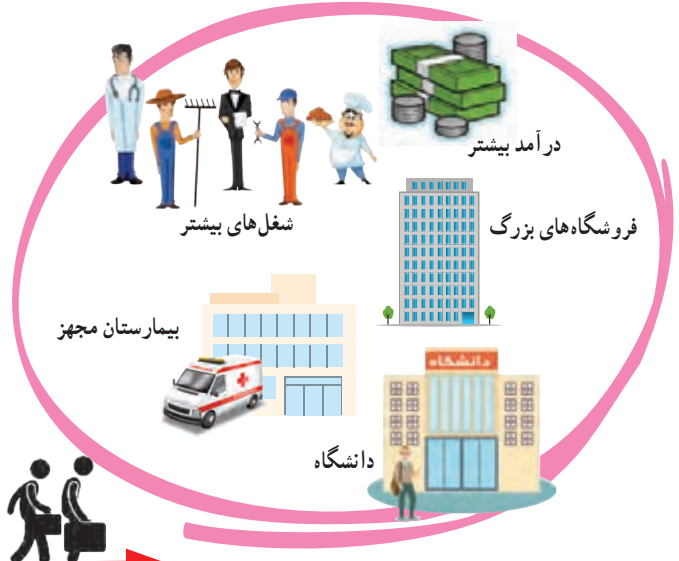 درآمد بیشتر
شغل‌های بیشتر
فروشگاه‌های بزرگ
بیمارستان مجهز
دانشگاه
دانشگاه